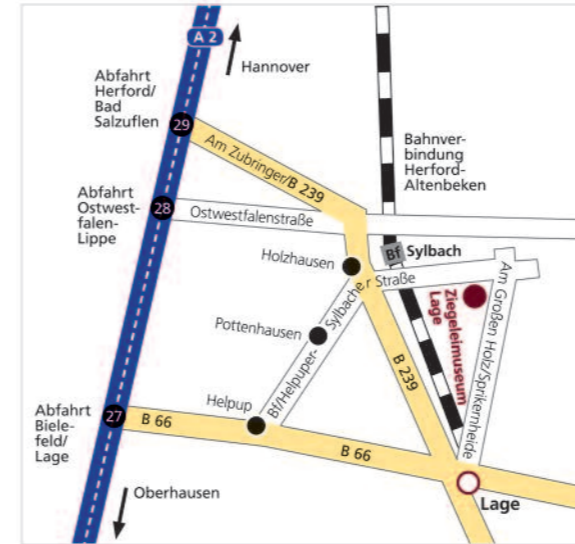 A 2
Hannover
Abfahrt
Herford/
Bad
Salzuflen
29
Am Zubringer/B 239
Bahnver-
bindung
Herford-
Altenbeken
Abfahrt
Ostwest-
falen-
Lippe
28
Ostwestfalenstraße
Bf
Sylbach
Holzhausen
Bf/Helpuper-
Sylbacher Straße
Am Großen Holz/Sprikernheide
Ziegeleimuseum
Lage
Pottenhausen
B 239
Helpup
Abfahrt
Biele-
feld/
Lage
27
B 66
B 66
Oberhausen
Lage